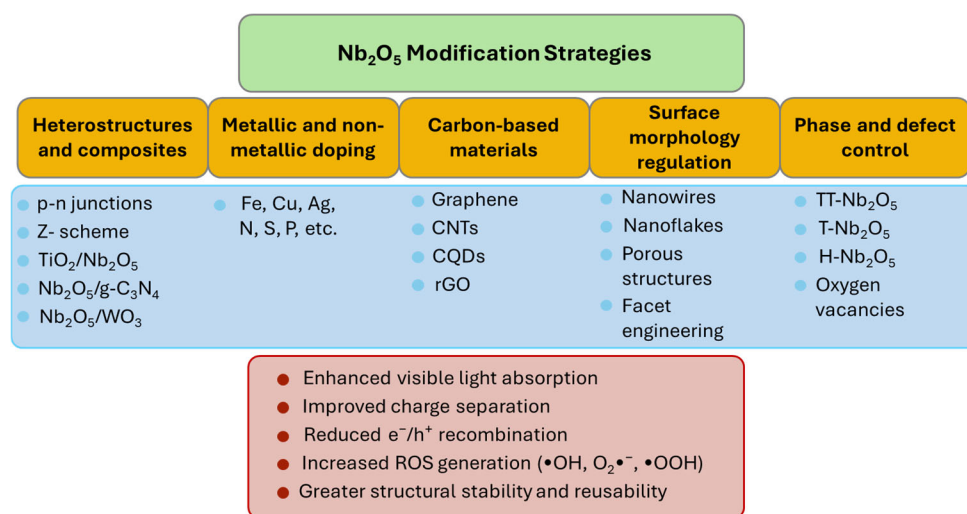 Nb₂O₅ Modification Strategies
Heterostructures
and composites
Metallic and non-
metallic doping
Carbon-based
materials
Surface
morphology
regulation
Phase and defect
control
p-n junctions
Z- scheme
TiO₂/Nb₂O₅
Nb₂O₅/g-C₃N₄
Nb₂O₅/WO₃
Fe, Cu, Ag,
N, S, P, etc.
Graphene
CNTs
CQDs
rGO
Nanowires
Nanoflakes
Porous
structures
Facet
engineering
TT-Nb₂O₅
T-Nb₂O₅
H-Nb₂O₅
Oxygen
vacancies
Enhanced visible light absorption
Improved charge separation
Reduced e⁻/h⁺ recombination
Increased ROS generation (•OH, O₂•⁻, •OOH)
Greater structural stability and reusability